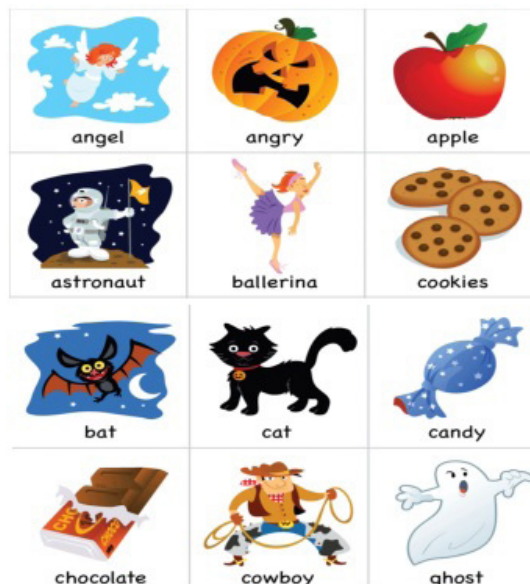 angel angry apple
astronaut ballerina cookies
bat cat candy
chocolate cowboy ghost